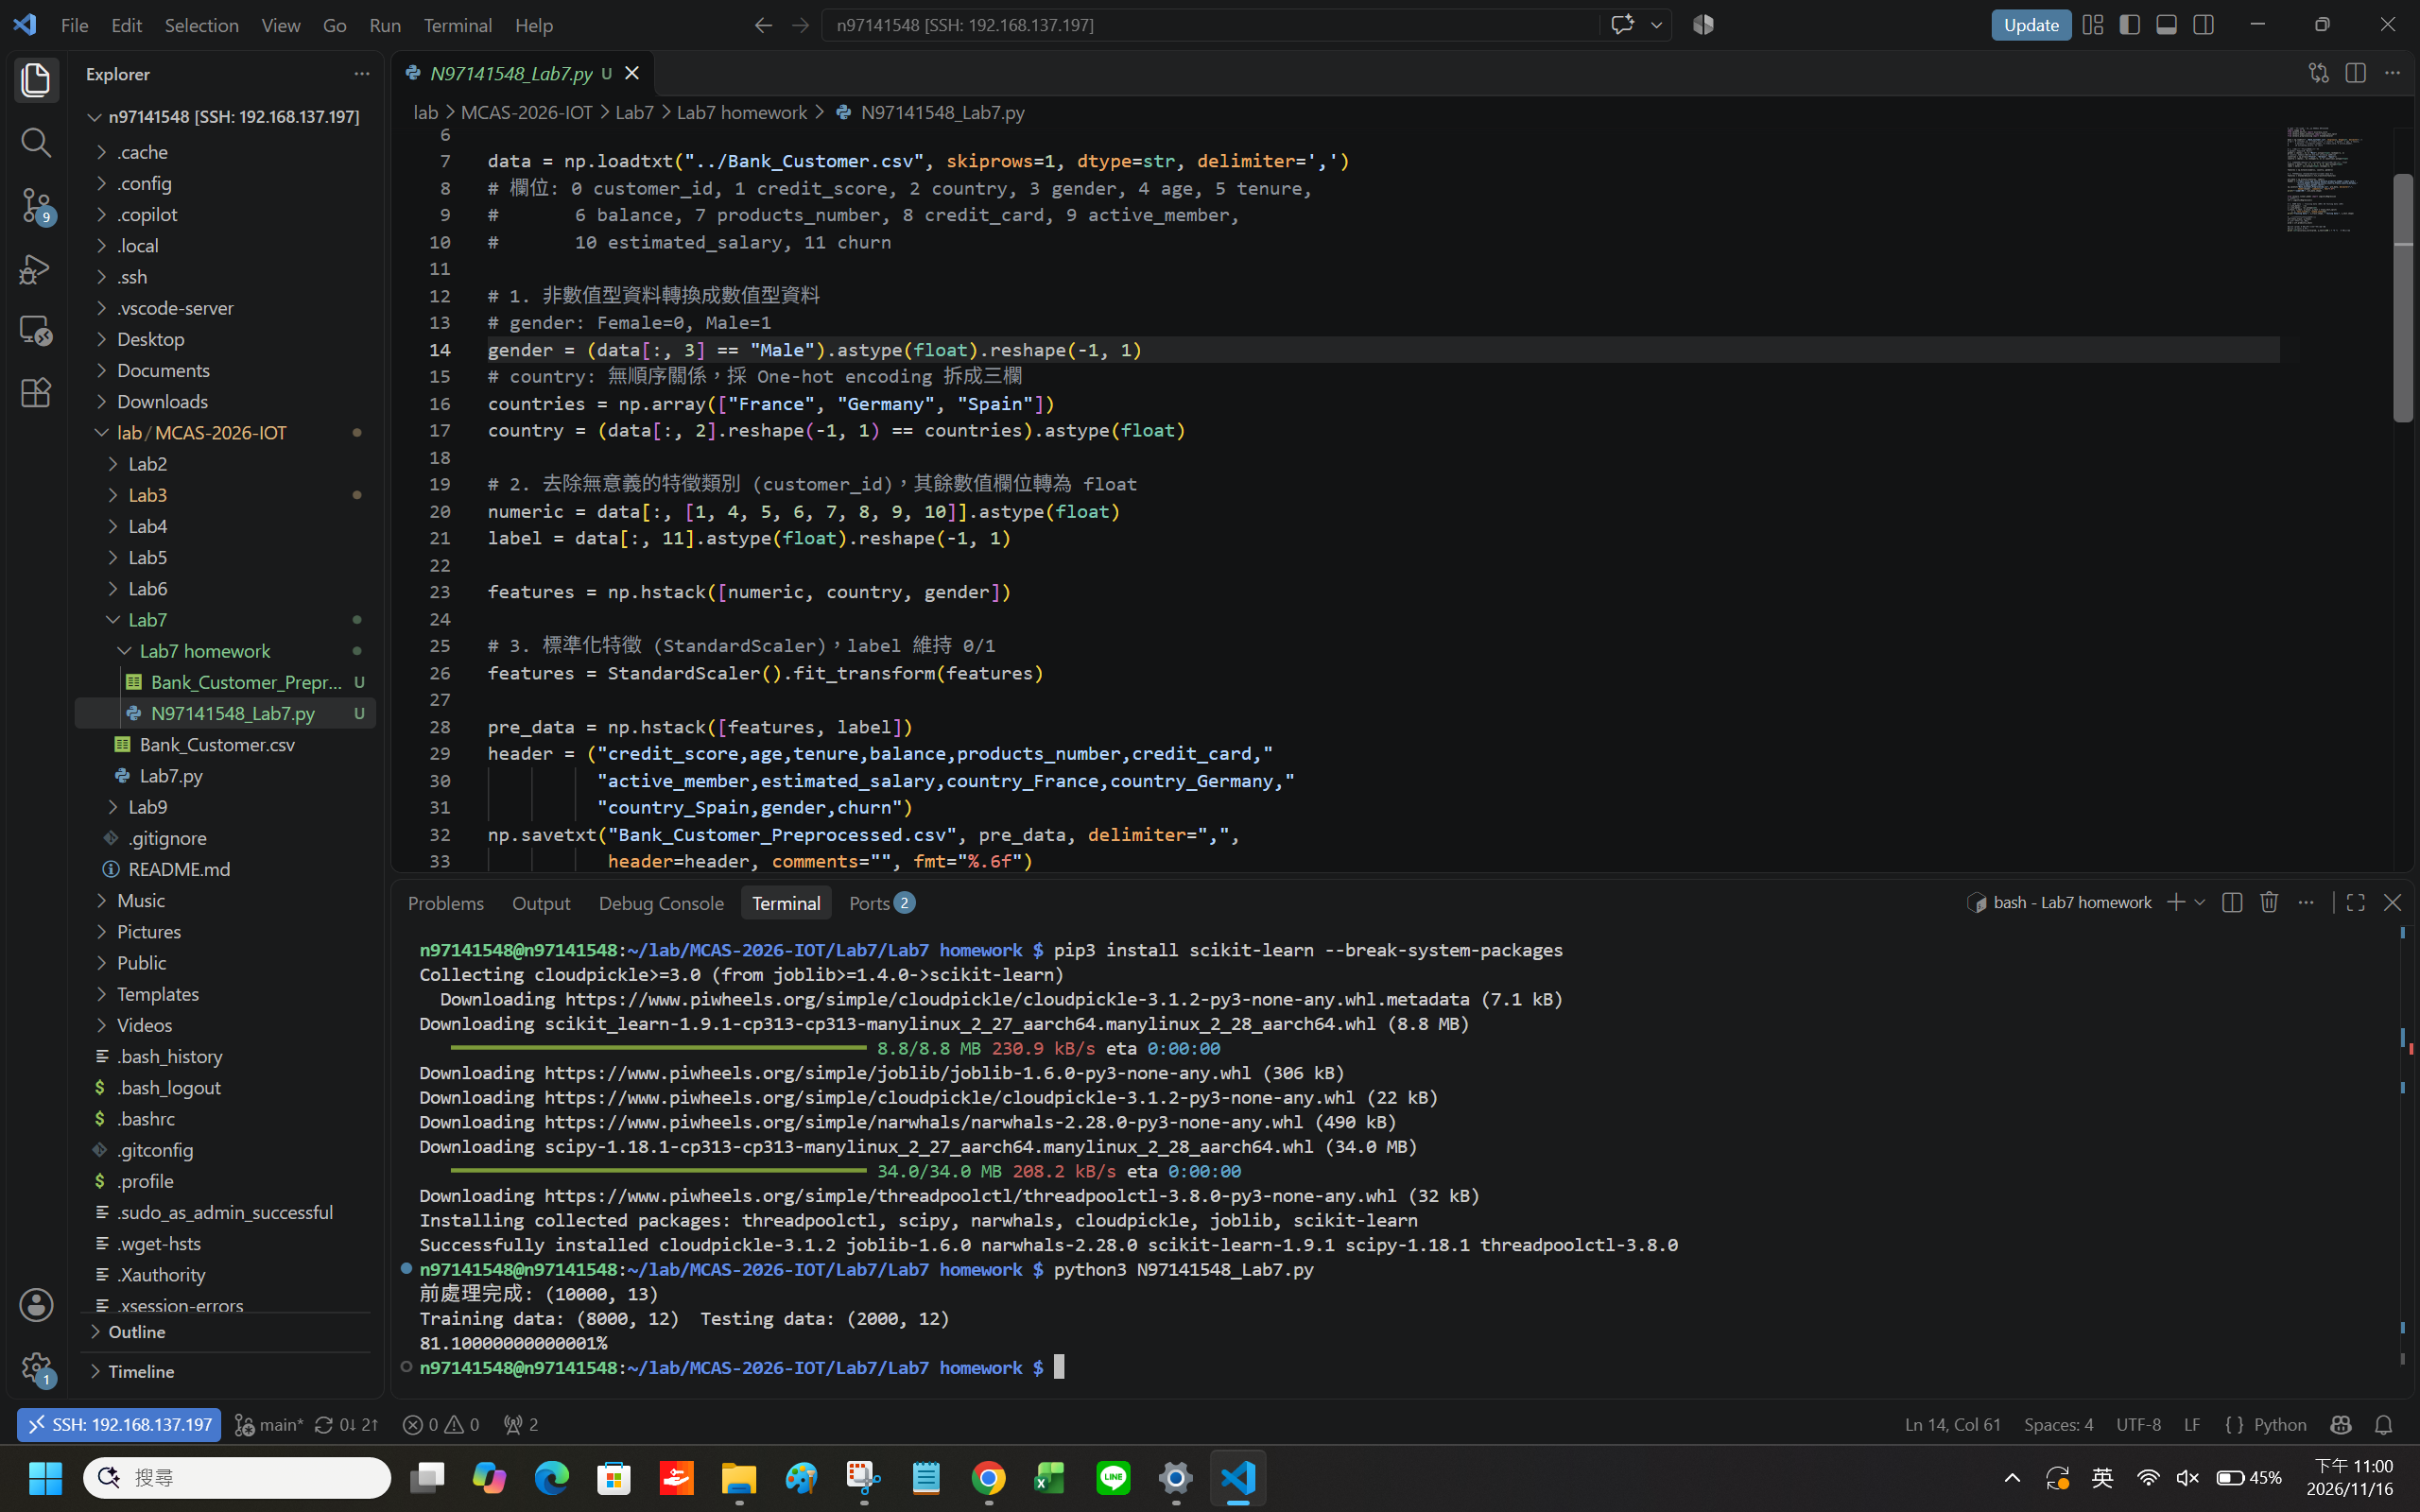 File Edit Selection View Go Run Terminal Help
n97141548 [SSH: 192.168.137.197]
Update
Explorer
n97141548 [SSH: 192.168.137.197]
.cache
.config
.copilot
.local
.ssh
.vscode-server
Desktop
Documents
Downloads
lab / MCAS-2026-IOT
Lab2
Lab3
Lab4
Lab5
Lab6
Lab7
Lab7 homework
Bank_Customer_Prepr... U
N97141548_Lab7.py U
Bank_Customer.csv
Lab7.py
Lab9
.gitignore
README.md
Music
Pictures
Public
Templates
Videos
.bash_history
.bash_logout
.bashrc
.gitconfig
.profile
.sudo_as_admin_successful
.wget-hsts
.Xauthority
.xsession-errors
Outline
Timeline
9
1
N97141548_Lab7.py U
lab > MCAS-2026-IOT > Lab7 > Lab7 homework > N97141548_Lab7.py
6
7 data = np.loadtxt("../Bank_Customer.csv", skiprows=1, dtype=str, delimiter=',')
8 # 欄位: 0 customer_id, 1 credit_score, 2 country, 3 gender, 4 age, 5 tenure,
9 #       6 balance, 7 products_number, 8 credit_card, 9 active_member,
10 #       10 estimated_salary, 11 churn
11
12 # 1. 非數值型資料轉換成數值型資料
13 # gender: Female=0, Male=1
14 gender = (data[:, 3] == "Male").astype(float).reshape(-1, 1)
15 # country: 無順序關係，採 One-hot encoding 拆成三欄
16 countries = np.array(["France", "Germany", "Spain"])
17 country = (data[:, 2].reshape(-1, 1) == countries).astype(float)
18
19 # 2. 去除無意義的特徵類別 (customer_id)，其餘數值欄位轉為 float
20 numeric = data[:, [1, 4, 5, 6, 7, 8, 9, 10]].astype(float)
21 label = data[:, 11].astype(float).reshape(-1, 1)
22
23 features = np.hstack([numeric, country, gender])
24
25 # 3. 標準化特徵 (StandardScaler)，label 維持 0/1
26 features = StandardScaler().fit_transform(features)
27
28 pre_data = np.hstack([features, label])
29 header = ("credit_score,age,tenure,balance,products_number,credit_card,"
30           "active_member,estimated_salary,country_France,country_Germany,"
31           "country_Spain,gender,churn")
32 np.savetxt("Bank_Customer_Preprocessed.csv", pre_data, delimiter=",",
33            header=header, comments="", fmt="%.6f")
Problems Output Debug Console Terminal Ports 2
bash - Lab7 homework
n97141548@n97141548:~/lab/MCAS-2026-IOT/Lab7/Lab7 homework $ pip3 install scikit-learn --break-system-packages
Collecting cloudpickle>=3.0 (from joblib>=1.4.0->scikit-learn)
  Downloading https://www.piwheels.org/simple/cloudpickle/cloudpickle-3.1.2-py3-none-any.whl.metadata (7.1 kB)
Downloading scikit_learn-1.9.1-cp313-cp313-manylinux_2_27_aarch64.manylinux_2_28_aarch64.whl (8.8 MB)
8.8/8.8 MB 230.9 kB/s eta 0:00:00
Downloading https://www.piwheels.org/simple/joblib/joblib-1.6.0-py3-none-any.whl (306 kB)
Downloading https://www.piwheels.org/simple/cloudpickle/cloudpickle-3.1.2-py3-none-any.whl (22 kB)
Downloading https://www.piwheels.org/simple/narwhals/narwhals-2.28.0-py3-none-any.whl (490 kB)
Downloading scipy-1.18.1-cp313-cp313-manylinux_2_27_aarch64.manylinux_2_28_aarch64.whl (34.0 MB)
34.0/34.0 MB 208.2 kB/s eta 0:00:00
Downloading https://www.piwheels.org/simple/threadpoolctl/threadpoolctl-3.8.0-py3-none-any.whl (32 kB)
Installing collected packages: threadpoolctl, scipy, narwhals, cloudpickle, joblib, scikit-learn
Successfully installed cloudpickle-3.1.2 joblib-1.6.0 narwhals-2.28.0 scikit-learn-1.9.1 scipy-1.18.1 threadpoolctl-3.8.0
n97141548@n97141548:~/lab/MCAS-2026-IOT/Lab7/Lab7 homework $ python3 N97141548_Lab7.py
前處理完成: (10000, 13)
Training data: (8000, 12)  Testing data: (2000, 12)
81.10000000000001%
n97141548@n97141548:~/lab/MCAS-2026-IOT/Lab7/Lab7 homework $
SSH: 192.168.137.197 main* 0↓ 2↑ 0 0 2
Ln 14, Col 61 Spaces: 4 UTF-8 LF { } Python
搜尋
LINE
英 45%
下午 11:00
2026/11/16